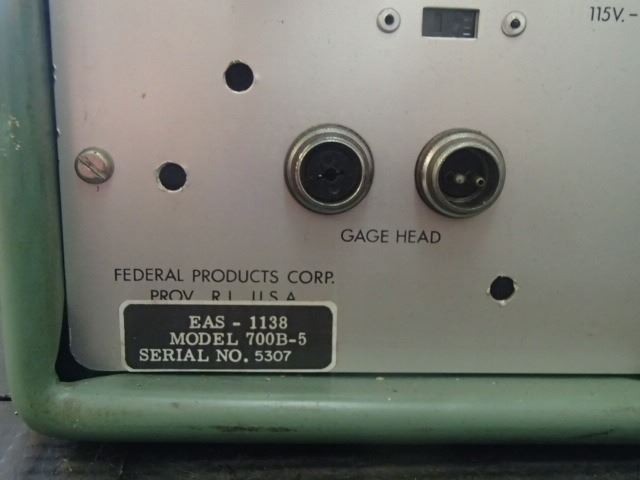 115V.-
GAGE HEAD
FEDERAL PRODUCTS CORP.
PROV. R.I. U.S.A.
EAS - 1138
MODEL 700B-5
SERIAL NO. 5307